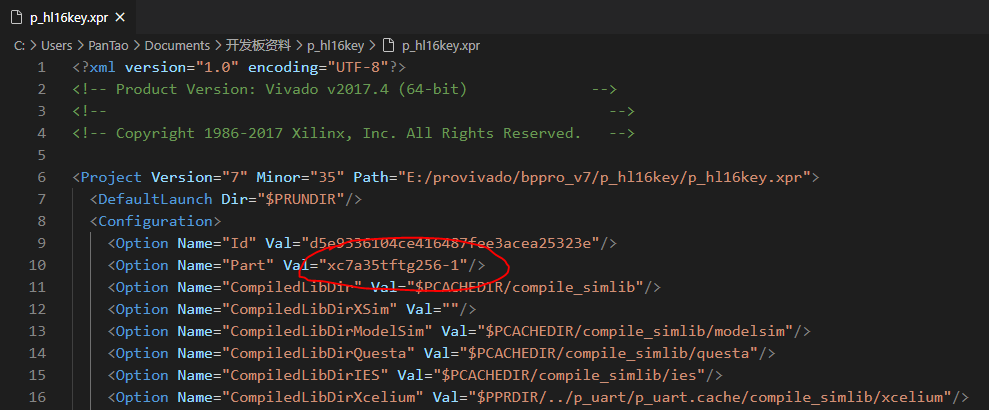 p_hl16key.xpr ×
C: > Users > PanTao > Documents > 开发板资料 > p_hl16key > p_hl16key.xpr
1 <?xml version="1.0" encoding="UTF-8"?>
2 <!-- Product Version: Vivado v2017.4 (64-bit) -->
3 <!-- -->
4 <!-- Copyright 1986-2017 Xilinx, Inc. All Rights Reserved. -->
5
6 <Project Version="7" Minor="35" Path="E:/provivado/bppro_v7/p_hl16key/p_hl16key.xpr">
7 <DefaultLaunch Dir="$PRUNDIR"/>
8 <Configuration>
9 <Option Name="Id" Val="d5e9336104ce416487fee3acea25323e"/>
10 <Option Name="Part" Val="xc7a35tftg256-1"/>
11 <Option Name="CompiledLibDir" Val="$PCACHEDIR/compile_simlib"/>
12 <Option Name="CompiledLibDirXSim" Val=""/>
13 <Option Name="CompiledLibDirModelSim" Val="$PCACHEDIR/compile_simlib/modelsim"/>
14 <Option Name="CompiledLibDirQuesta" Val="$PCACHEDIR/compile_simlib/questa"/>
15 <Option Name="CompiledLibDirIES" Val="$PCACHEDIR/compile_simlib/ies"/>
16 <Option Name="CompiledLibDirXcelium" Val="$PPRDIR/../p_uart/p_uart.cache/compile_simlib/xcelium"/>